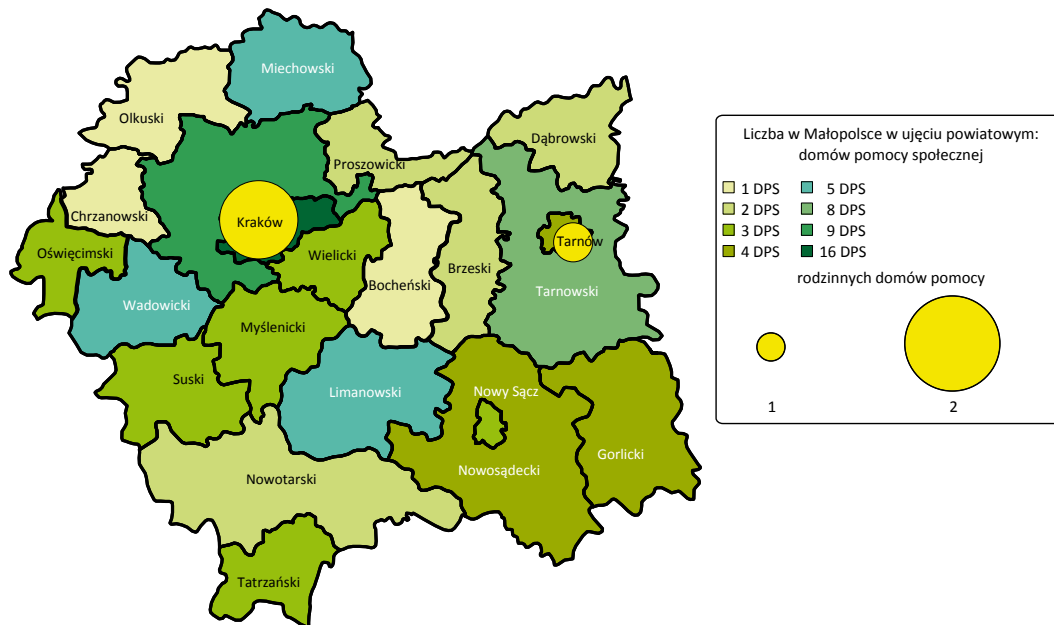 Miechowski
Olkuski
Dąbrowski
Proszowicki
Chrzanowski
Kraków
Tarnów
Oświęcimski
Wielicki
Brzeski
Bocheński
Tarnowski
Wadowicki
Myślenicki
Suski
Limanowski
Nowy Sącz
Gorlicki
Nowosądecki
Nowotarski
Tatrzański
Liczba w Małopolsce w ujęciu powiatowym:
domów pomocy społecznej
1 DPS 5 DPS
2 DPS 8 DPS
3 DPS 9 DPS
4 DPS 16 DPS
rodzinnych domów pomocy
1 2